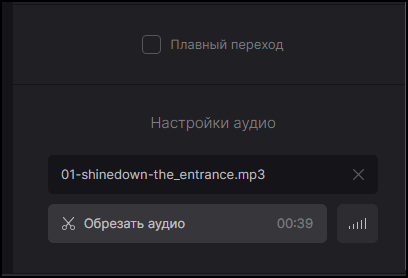 Плавный переход
Настройки аудио
01-shinedown-the_entrance.mp3
Обрезать аудио 00:39